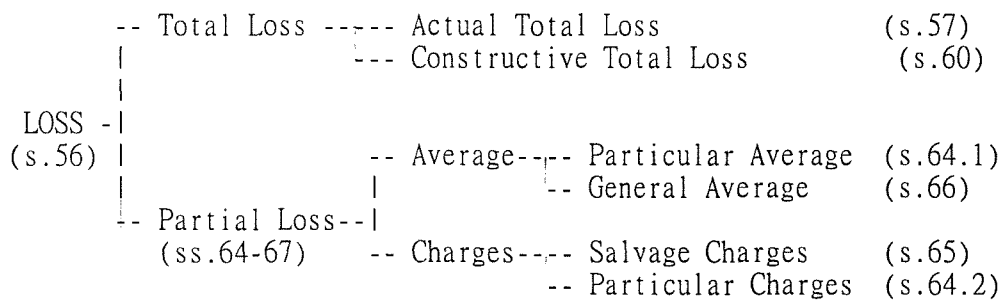 -- Total Loss ----- Actual Total Loss (s.57)
--- Constructive Total Loss (s.60)
LOSS -|
(s.56) | -- Average----- Particular Average (s.64.1)
-- General Average (s.66)
-- Partial Loss--|
(ss.64-67) -- Charges----- Salvage Charges (s.65)
-- Particular Charges (s.64.2)